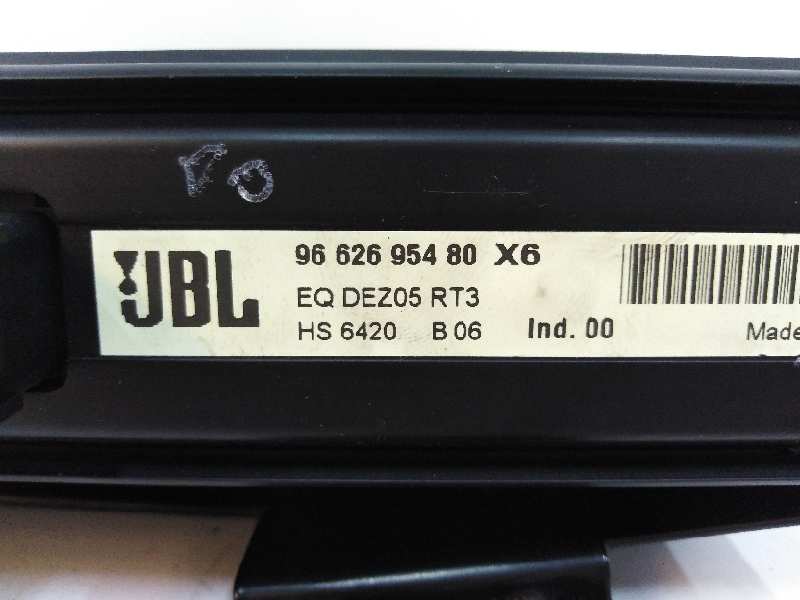 JBL
96 626 954 80 X6
EQ DEZ05 RT3
HS 6420 B 06 Ind. 00
Made